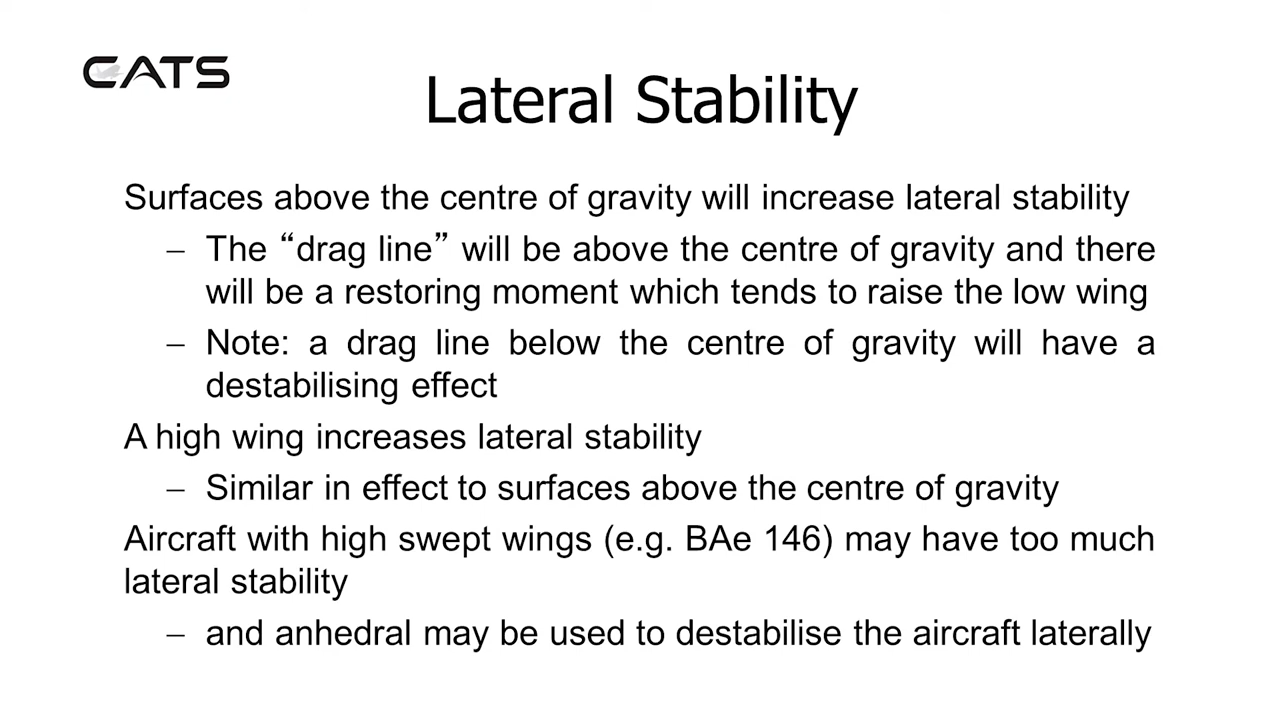 CATS
Lateral Stability
Surfaces above the centre of gravity will increase lateral stability
– The “drag line” will be above the centre of gravity and there
will be a restoring moment which tends to raise the low wing
– Note: a drag line below the centre of gravity will have a
destabilising effect
A high wing increases lateral stability
– Similar in effect to surfaces above the centre of gravity
Aircraft with high swept wings (e.g. BAe 146) may have too much
lateral stability
– and anhedral may be used to destabilise the aircraft laterally